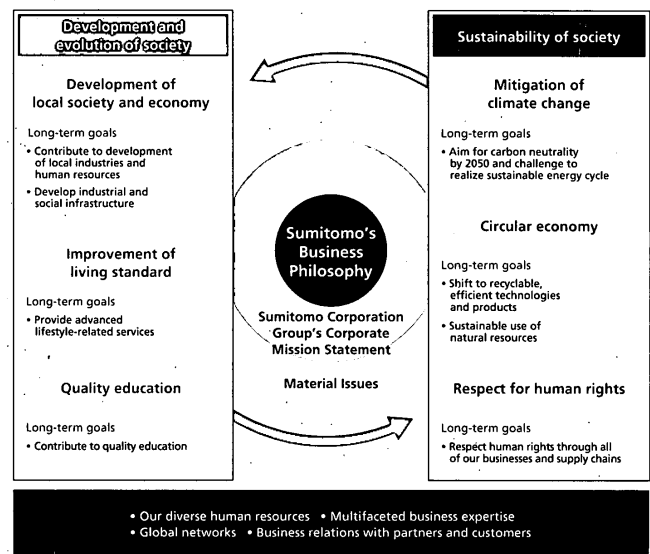 Development and
evolution of society
Development of
local society and economy
Long-term goals
• Contribute to development
of local industries and
human resources
• Develop industrial and
social infrastructure
Improvement of
living standard
Long-term goals
• Provide advanced
lifestyle-related services
Quality education
Long-term goals
• Contribute to quality education
Sumitomo's
Business
Philosophy
Sumitomo Corporation
Group's Corporate
Mission Statement
Material Issues
Sustainability of society
Mitigation of
climate change
Long-term goals
• Aim for carbon neutrality
by 2050 and challenge to
realize sustainable energy cycle
Circular economy
Long-term goals
• Shift to recyclable,
efficient technologies
and products
• Sustainable use of
natural resources
Respect for human rights
Long-term goals
• Respect human rights through all
of our businesses and supply chains
• Our diverse human resources • Multifaceted business expertise
• Global networks • Business relations with partners and customers